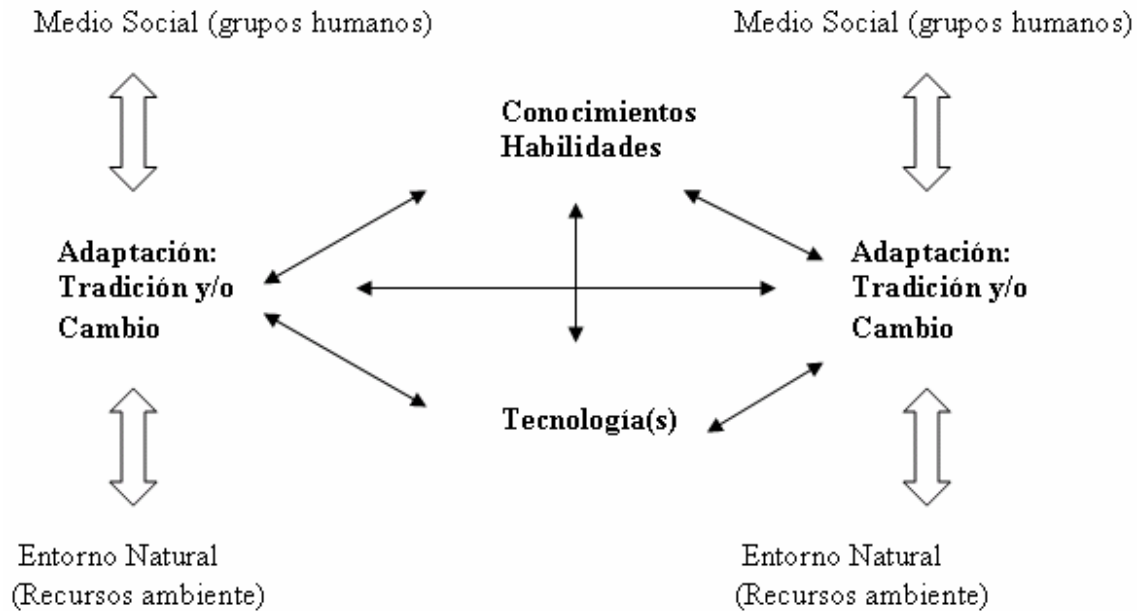 Medio Social (grupos humanos)
Medio Social (grupos humanos)
Conocimientos
Habilidades
Adaptación:
Tradición y/o
Cambio
Adaptación:
Tradición y/o
Cambio
Tecnología(s)
Entorno Natural
(Recursos ambiente)
Entorno Natural
(Recursos ambiente)